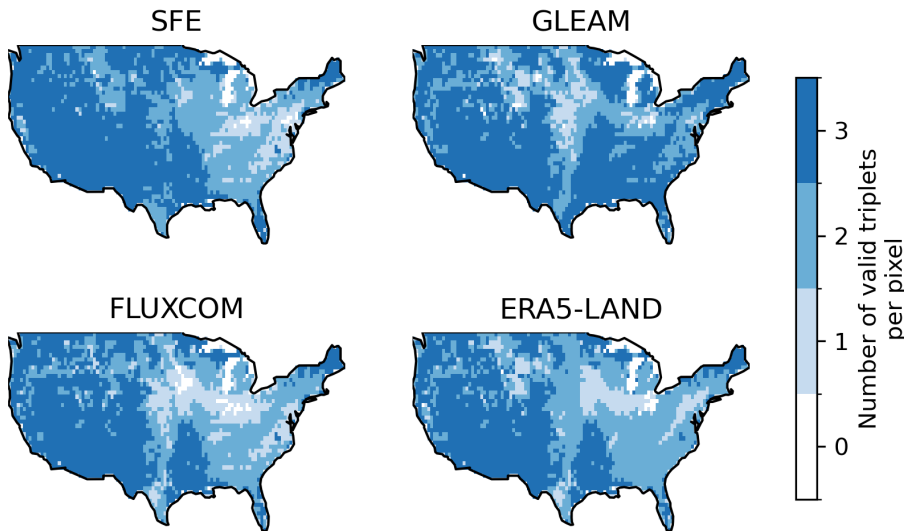 SFE
GLEAM
FLUXCOM
ERA5-LAND
3
2
1
0
Number of valid triplets
per pixel